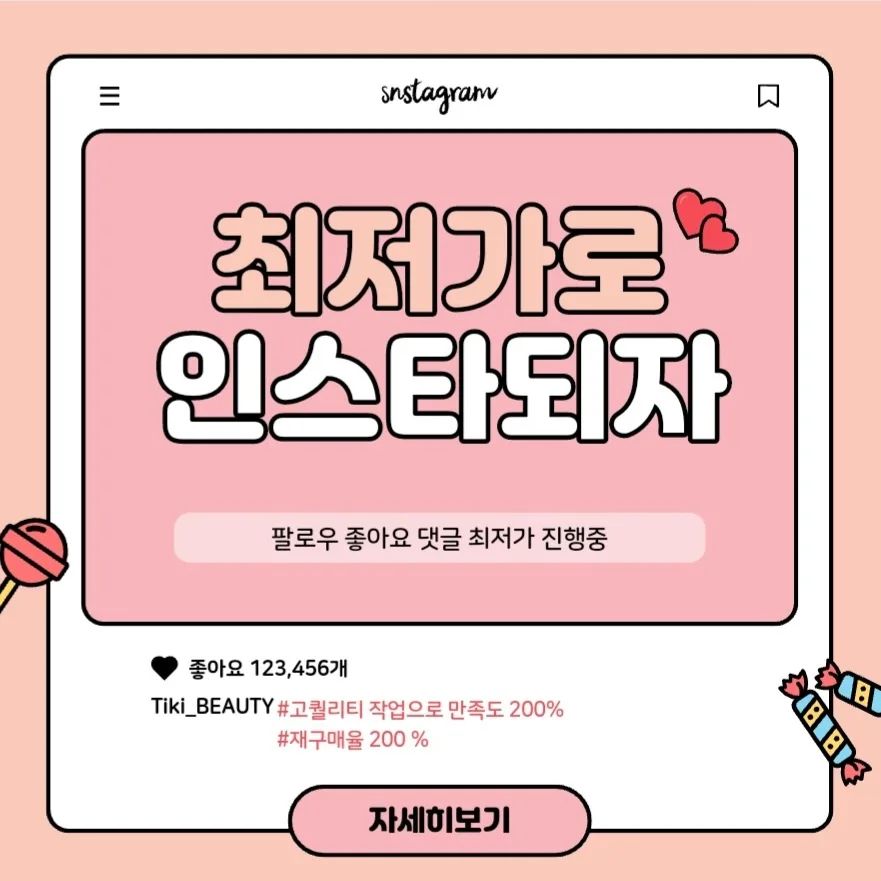 snstagram
최저가로
인스타되자
팔로우 좋아요 댓글 최저가 진행중
좋아요 123,456개
Tiki_BEAUTY #고퀄리티 작업으로 만족도 200%
#재구매율 200 %
자세히보기